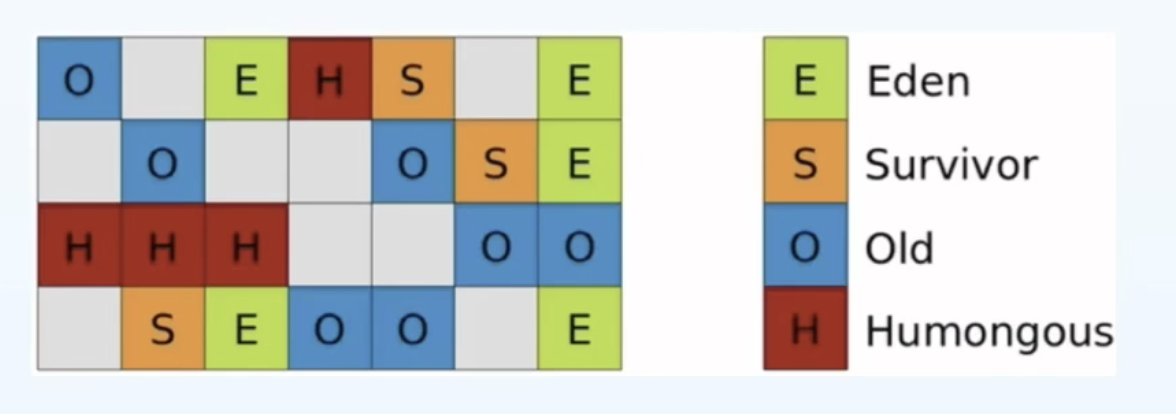 O E H S E
O O S E
H H H O O
S E O O E
E Eden
S Survivor
O Old
H Humongous